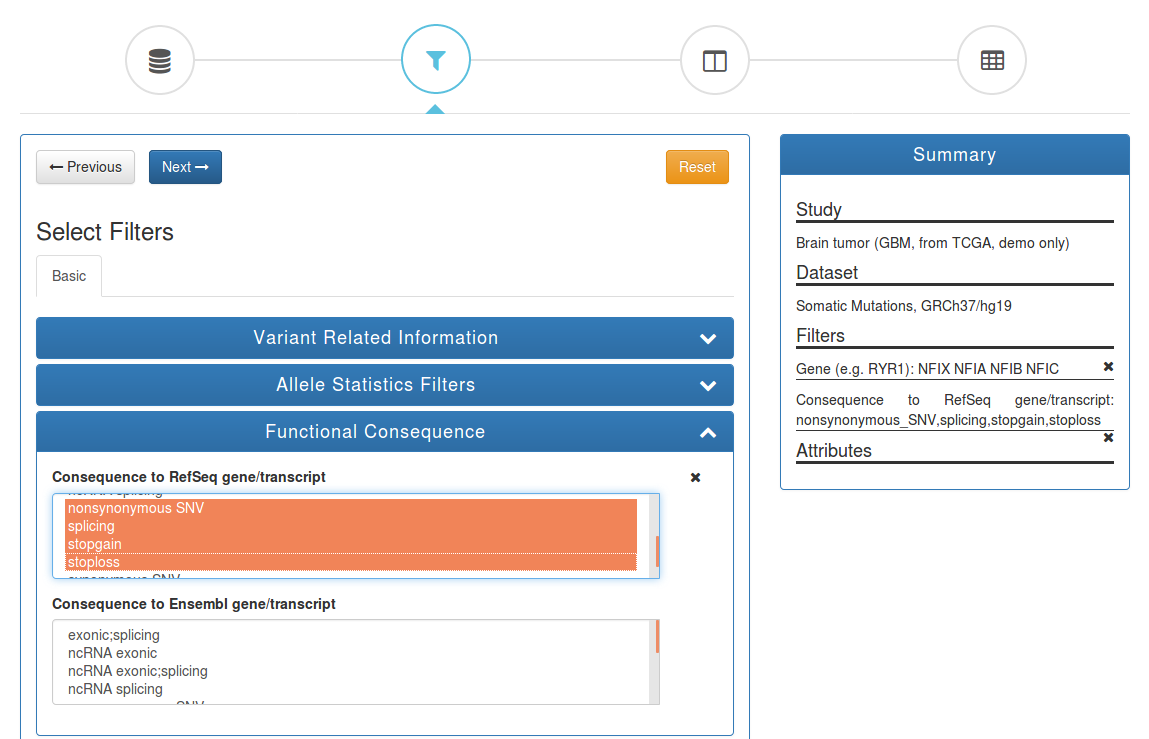 Previous
Next
Reset
Select Filters
Basic
Variant Related Information
Allele Statistics Filters
Functional Consequence
Consequence to RefSeq gene/transcript
nonsynonymous SNV
splicing
stopgain
stoploss
synonymous SNV
Consequence to Ensembl gene/transcript
exonic;splicing
ncRNA exonic
ncRNA exonic;splicing
ncRNA splicing
SNV
Summary
Study
Brain tumor (GBM, from TCGA, demo only)
Dataset
Somatic Mutations, GRCh37/hg19
Filters
Gene (e.g. RYR1): NFIX NFIA NFIB NFIC
Consequence to RefSeq gene/transcript:
nonsynonymous_SNV,splicing,stopgain,stoploss
Attributes